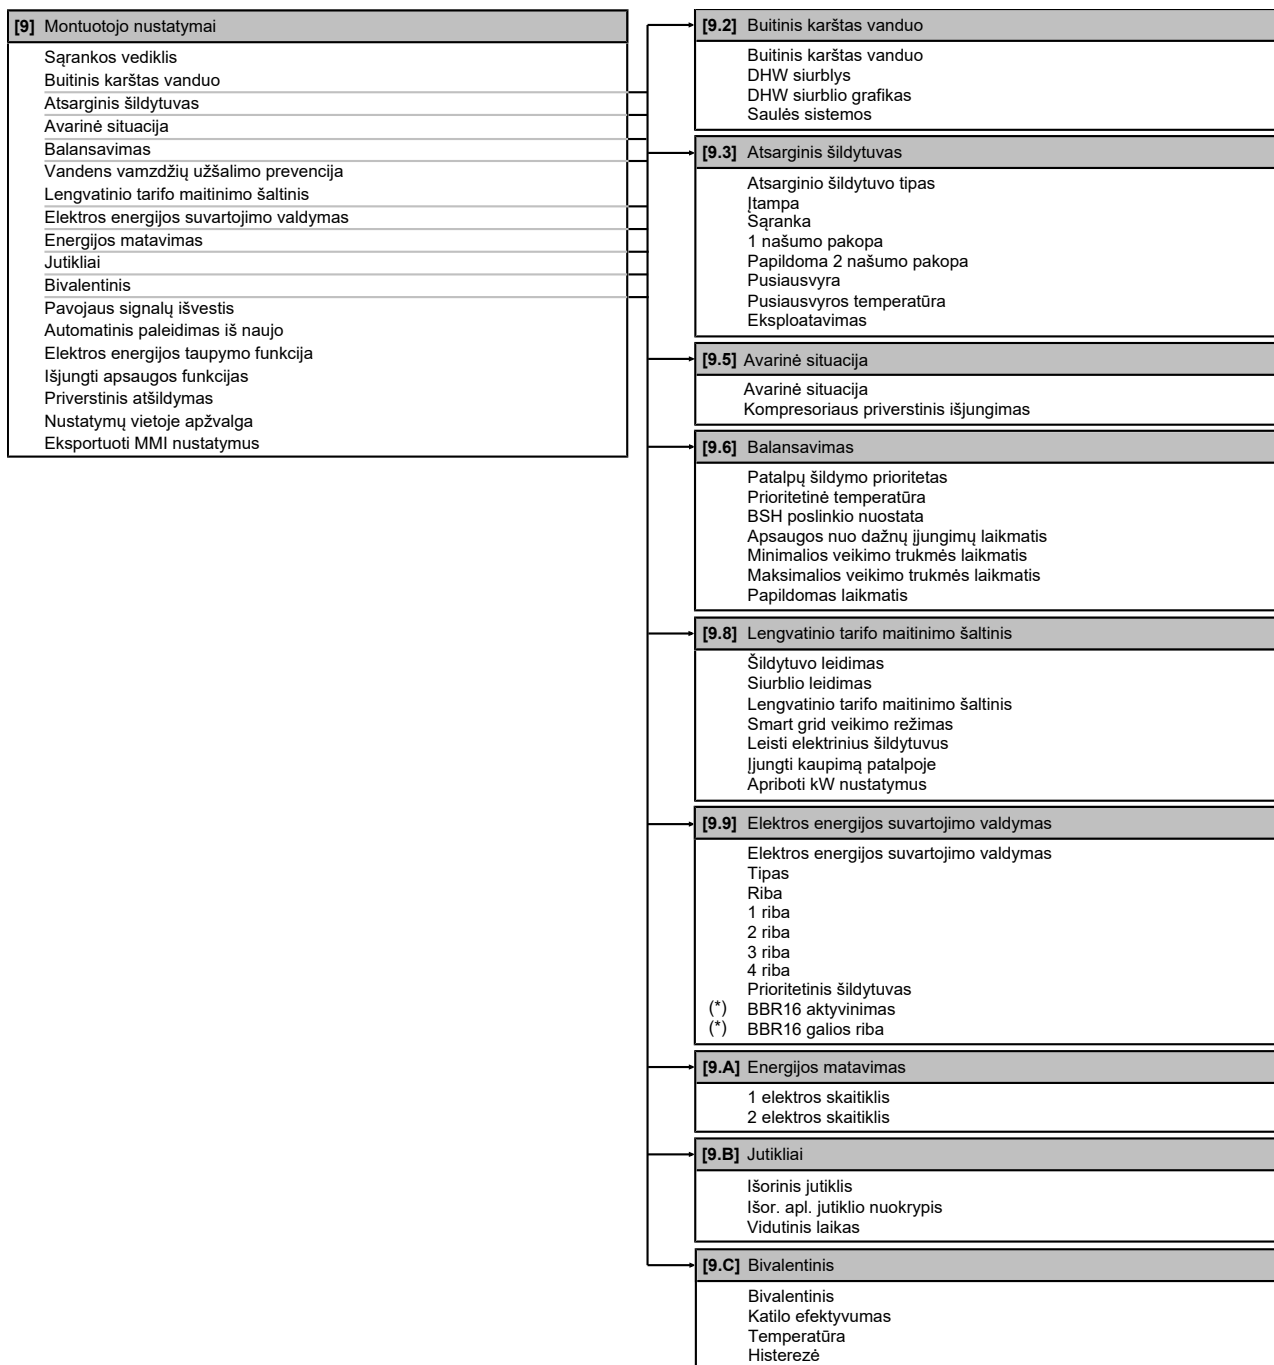 [9] Montuotojo nustatymai
Sąrankos vediklis
Buitinis karštas vanduo
Atsarginis šildytuvas
Avarinė situacija
Balansavimas
Vandens vamzdžių užšalimo prevencija
Lengvatinio tarifo maitinimo šaltinis
Elektros energijos suvartojimo valdymas
Energijos matavimas
Jutikliai
Bivalentinis
Pavojaus signalų išvestis
Automatinis paleidimas iš naujo
Elektros energijos taupymo funkcija
Išjungti apsaugos funkcijas
Priverstinis atšildymas
Nustatymų vietoje apžvalga
Eksportuoti MMI nustatymus
[9.2] Buitinis karštas vanduo
Buitinis karštas vanduo
DHW siurblys
DHW siurblio grafikas
Saulės sistemos
[9.3] Atsarginis šildytuvas
Atsarginio šildytuvo tipas
Įtampa
Sąranka
1 našumo pakopa
Papildoma 2 našumo pakopa
Pusiausvyra
Pusiausvyros temperatūra
Eksploatavimas
[9.5] Avarinė situacija
Avarinė situacija
Kompresoriaus priverstinis išjungimas
[9.6] Balansavimas
Patalpų šildymo prioritetas
Prioritetinė temperatūra
BSH poslinkio nuostata
Apsaugos nuo dažnų įjungimų laikmatis
Minimalios veikimo trukmės laikmatis
Maksimalios veikimo trukmės laikmatis
Papildomas laikmatis
[9.8] Lengvatinio tarifo maitinimo šaltinis
Šildytuvo leidimas
Siurblio leidimas
Lengvatinio tarifo maitinimo šaltinis
Smart grid veikimo režimas
Leisti elektrinius šildytuvus
Įjungti kaupimą patalpoje
Apriboti kW nustatymus
[9.9] Elektros energijos suvartojimo valdymas
Elektros energijos suvartojimo valdymas
Tipas
Riba
1 riba
2 riba
3 riba
4 riba
Prioritetinis šildytuvas
(*) BBR16 aktyvinimas
(*) BBR16 galios riba
[9.A] Energijos matavimas
1 elektros skaitiklis
2 elektros skaitiklis
[9.B] Jutikliai
Išorinis jutiklis
Išor. apl. jutiklio nuokrypis
Vidutinis laikas
[9.C] Bivalentinis
Bivalentinis
Katilo efektyvumas
Temperatūra
Histerezė